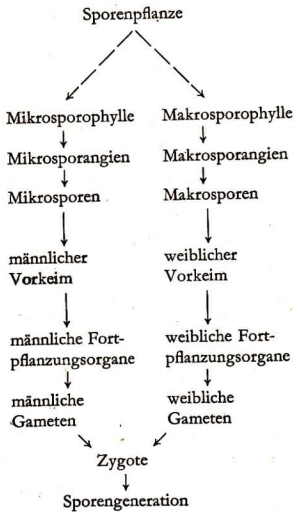 Sporenpflanze
Mikrosporophylle Makrosporophylle
Mikrosporangien Makrosporangien
Mikrosporen Makrosporen
männlicher weiblicher
Vorkeim Vorkeim
männliche Fort- weibliche Fort-
pflanzungsorgane pflanzungsorgane
männliche weibliche
Gameten Gameten
Zygote
Sporengeneration